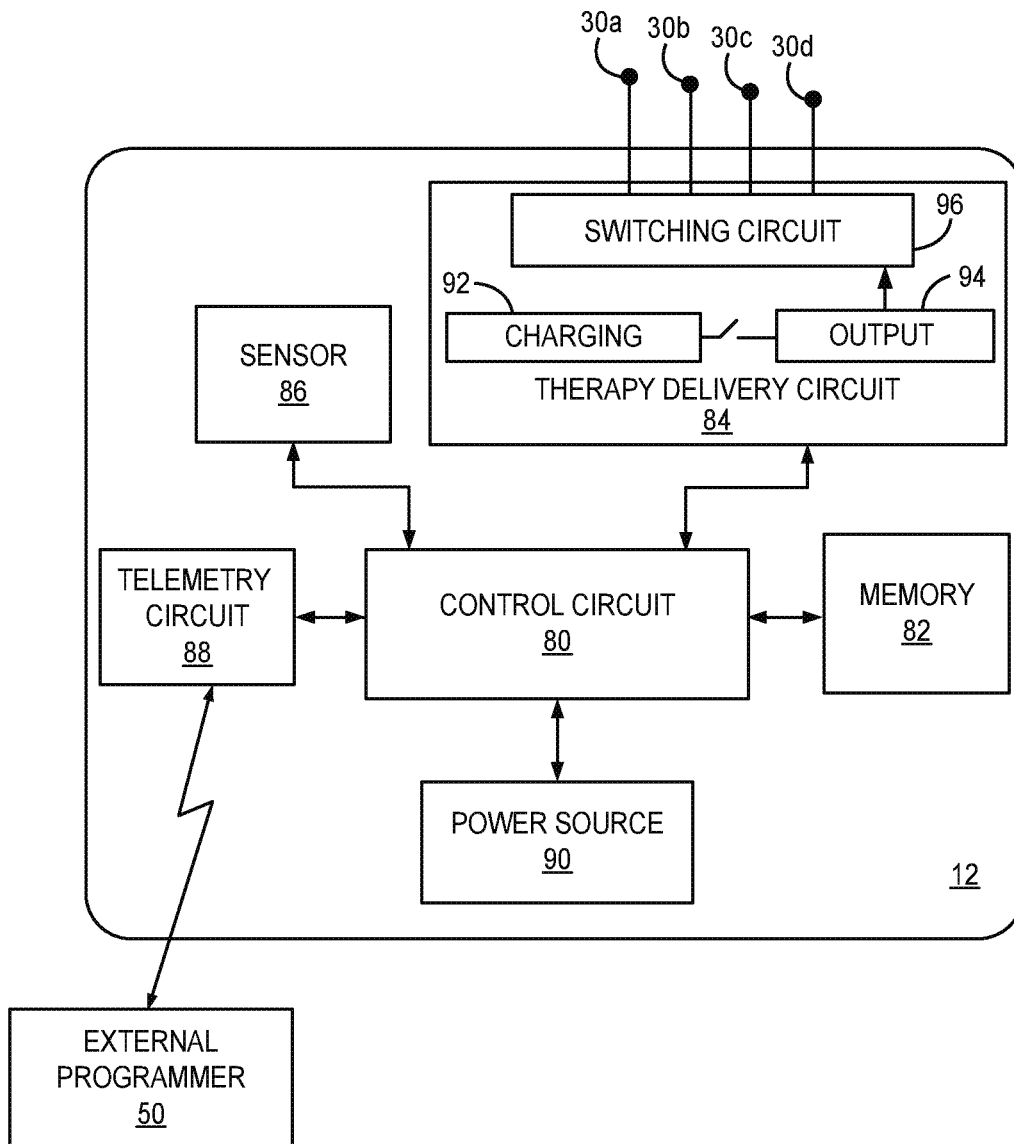 30a
30b
30c
30d
SWITCHING CIRCUIT
96
92
94
CHARGING
OUTPUT
THERAPY DELIVERY CIRCUIT
84
SENSOR
86
TELEMETRY
CIRCUIT
88
CONTROL CIRCUIT
80
MEMORY
82
POWER SOURCE
90
12
EXTERNAL
PROGRAMMER
50